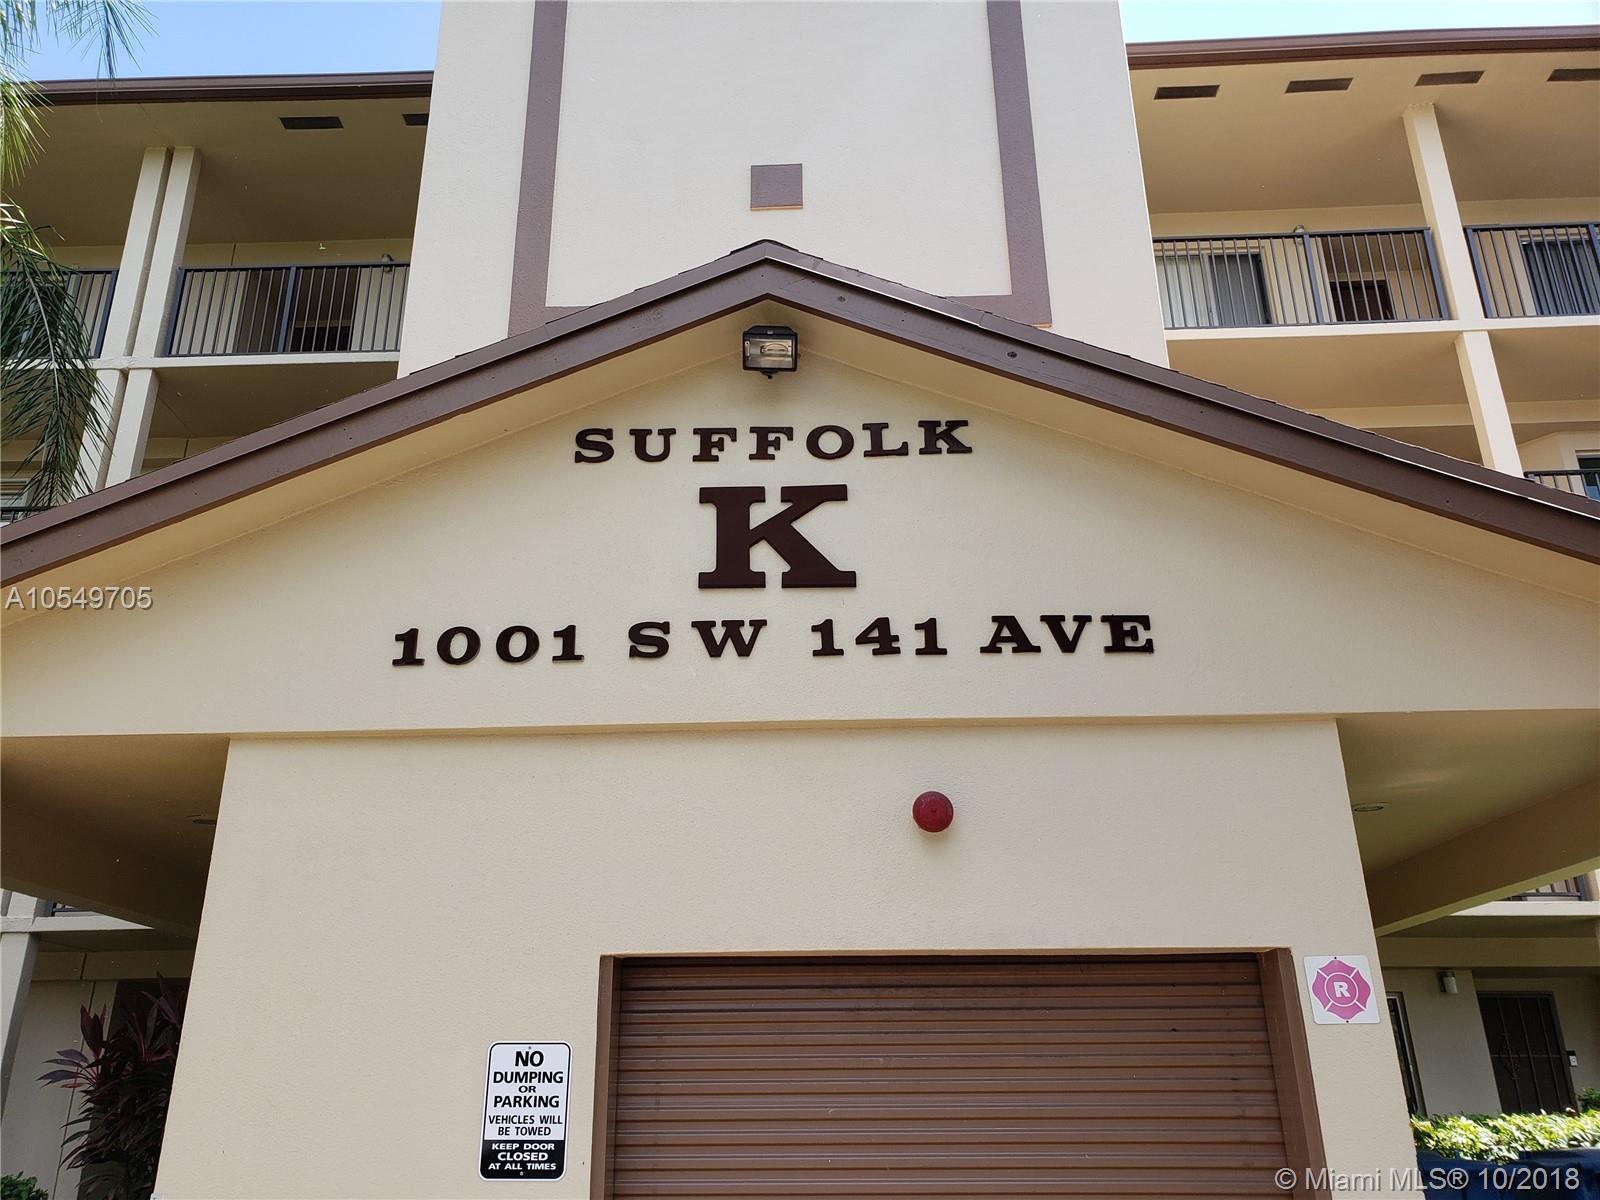 SUFFOLK
K
A10549705
1001 SW 141 AVE
R
NO
DUMPING
OR
PARKING
VEHICLES WILL
BE TOWED
KEEP DOOR
CLOSED
AT ALL TIMES
© Miami MLS® 10/2018